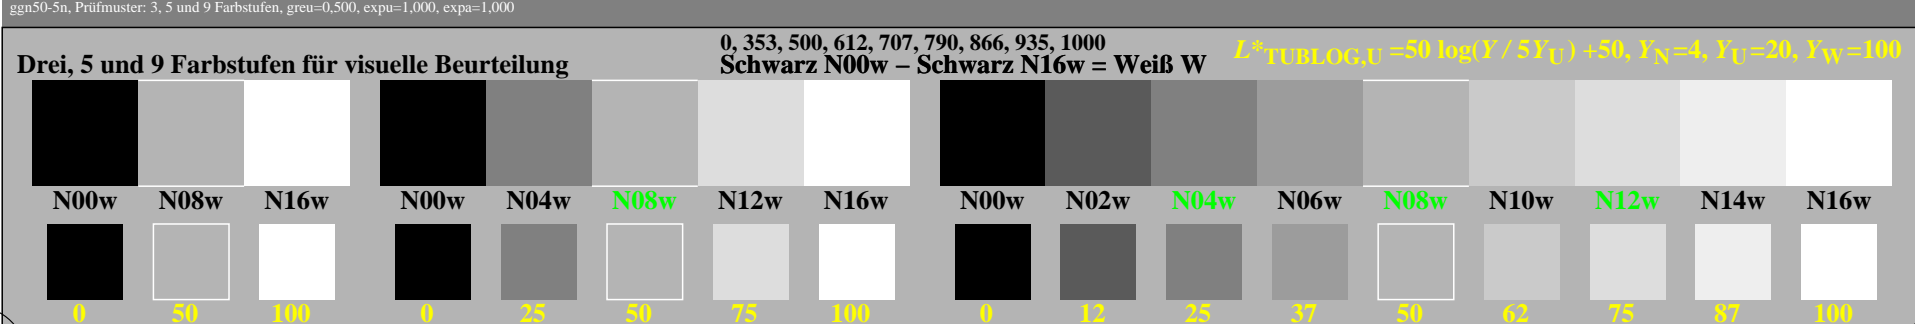 ggn50-5n, Prüfmuster: 3, 5 und 9 Farbstufen, greu=0,500, expu=1,000, expa=1,000
Drei, 5 und 9 Farbstufen für visuelle Beurteilung
0, 353, 500, 612, 707, 790, 866, 935, 1000
Schwarz N00w – Schwarz N16w = Weiß W
L*TUBLOG,U =50 log(Y / 5YU) +50, YN=4, YU=20, YW=100
N00w N08w N16w N00w N04w N08w N12w N16w N00w N02w N04w N06w N08w N10w N12w N14w N16w
0 50 100 0 25 50 75 100 0 12 25 37 50 62 75 87 100